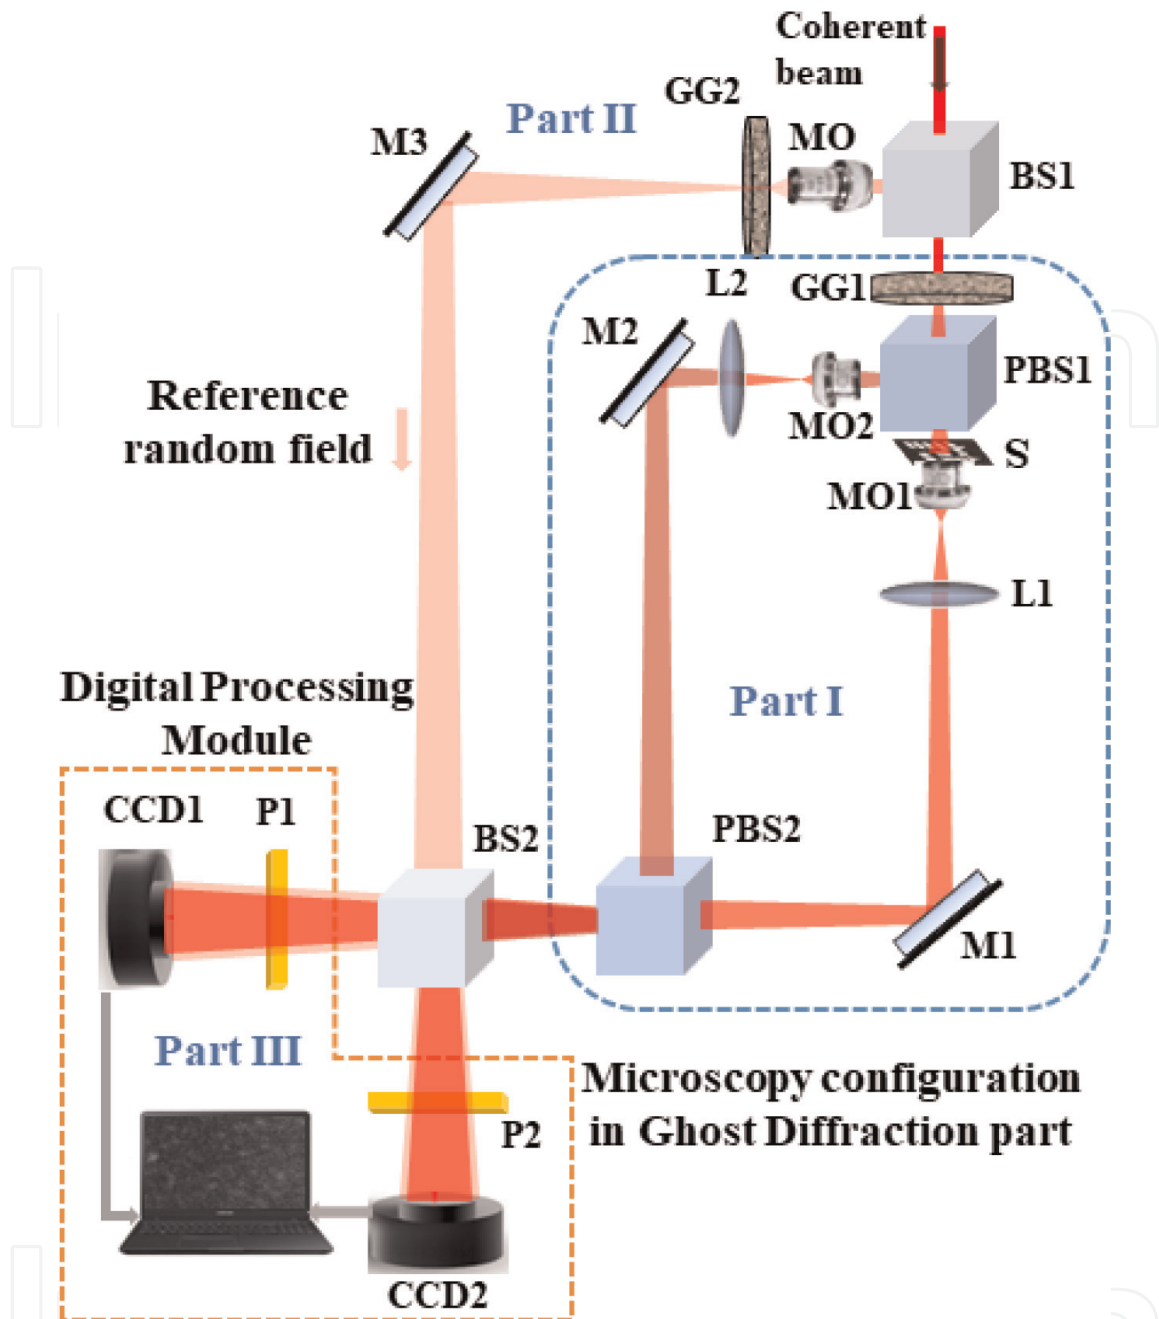 Coherent
beam
GG2
Part II
MO
M3
BS1
L2
GG1
M2
PBS1
MO2
Reference
random field
S
MO1
L1
Digital Processing
Module
Part I
CCD1
P1
BS2
PBS2
M1
Part III
Microscopy configuration
in Ghost Diffraction part
P2
CCD2